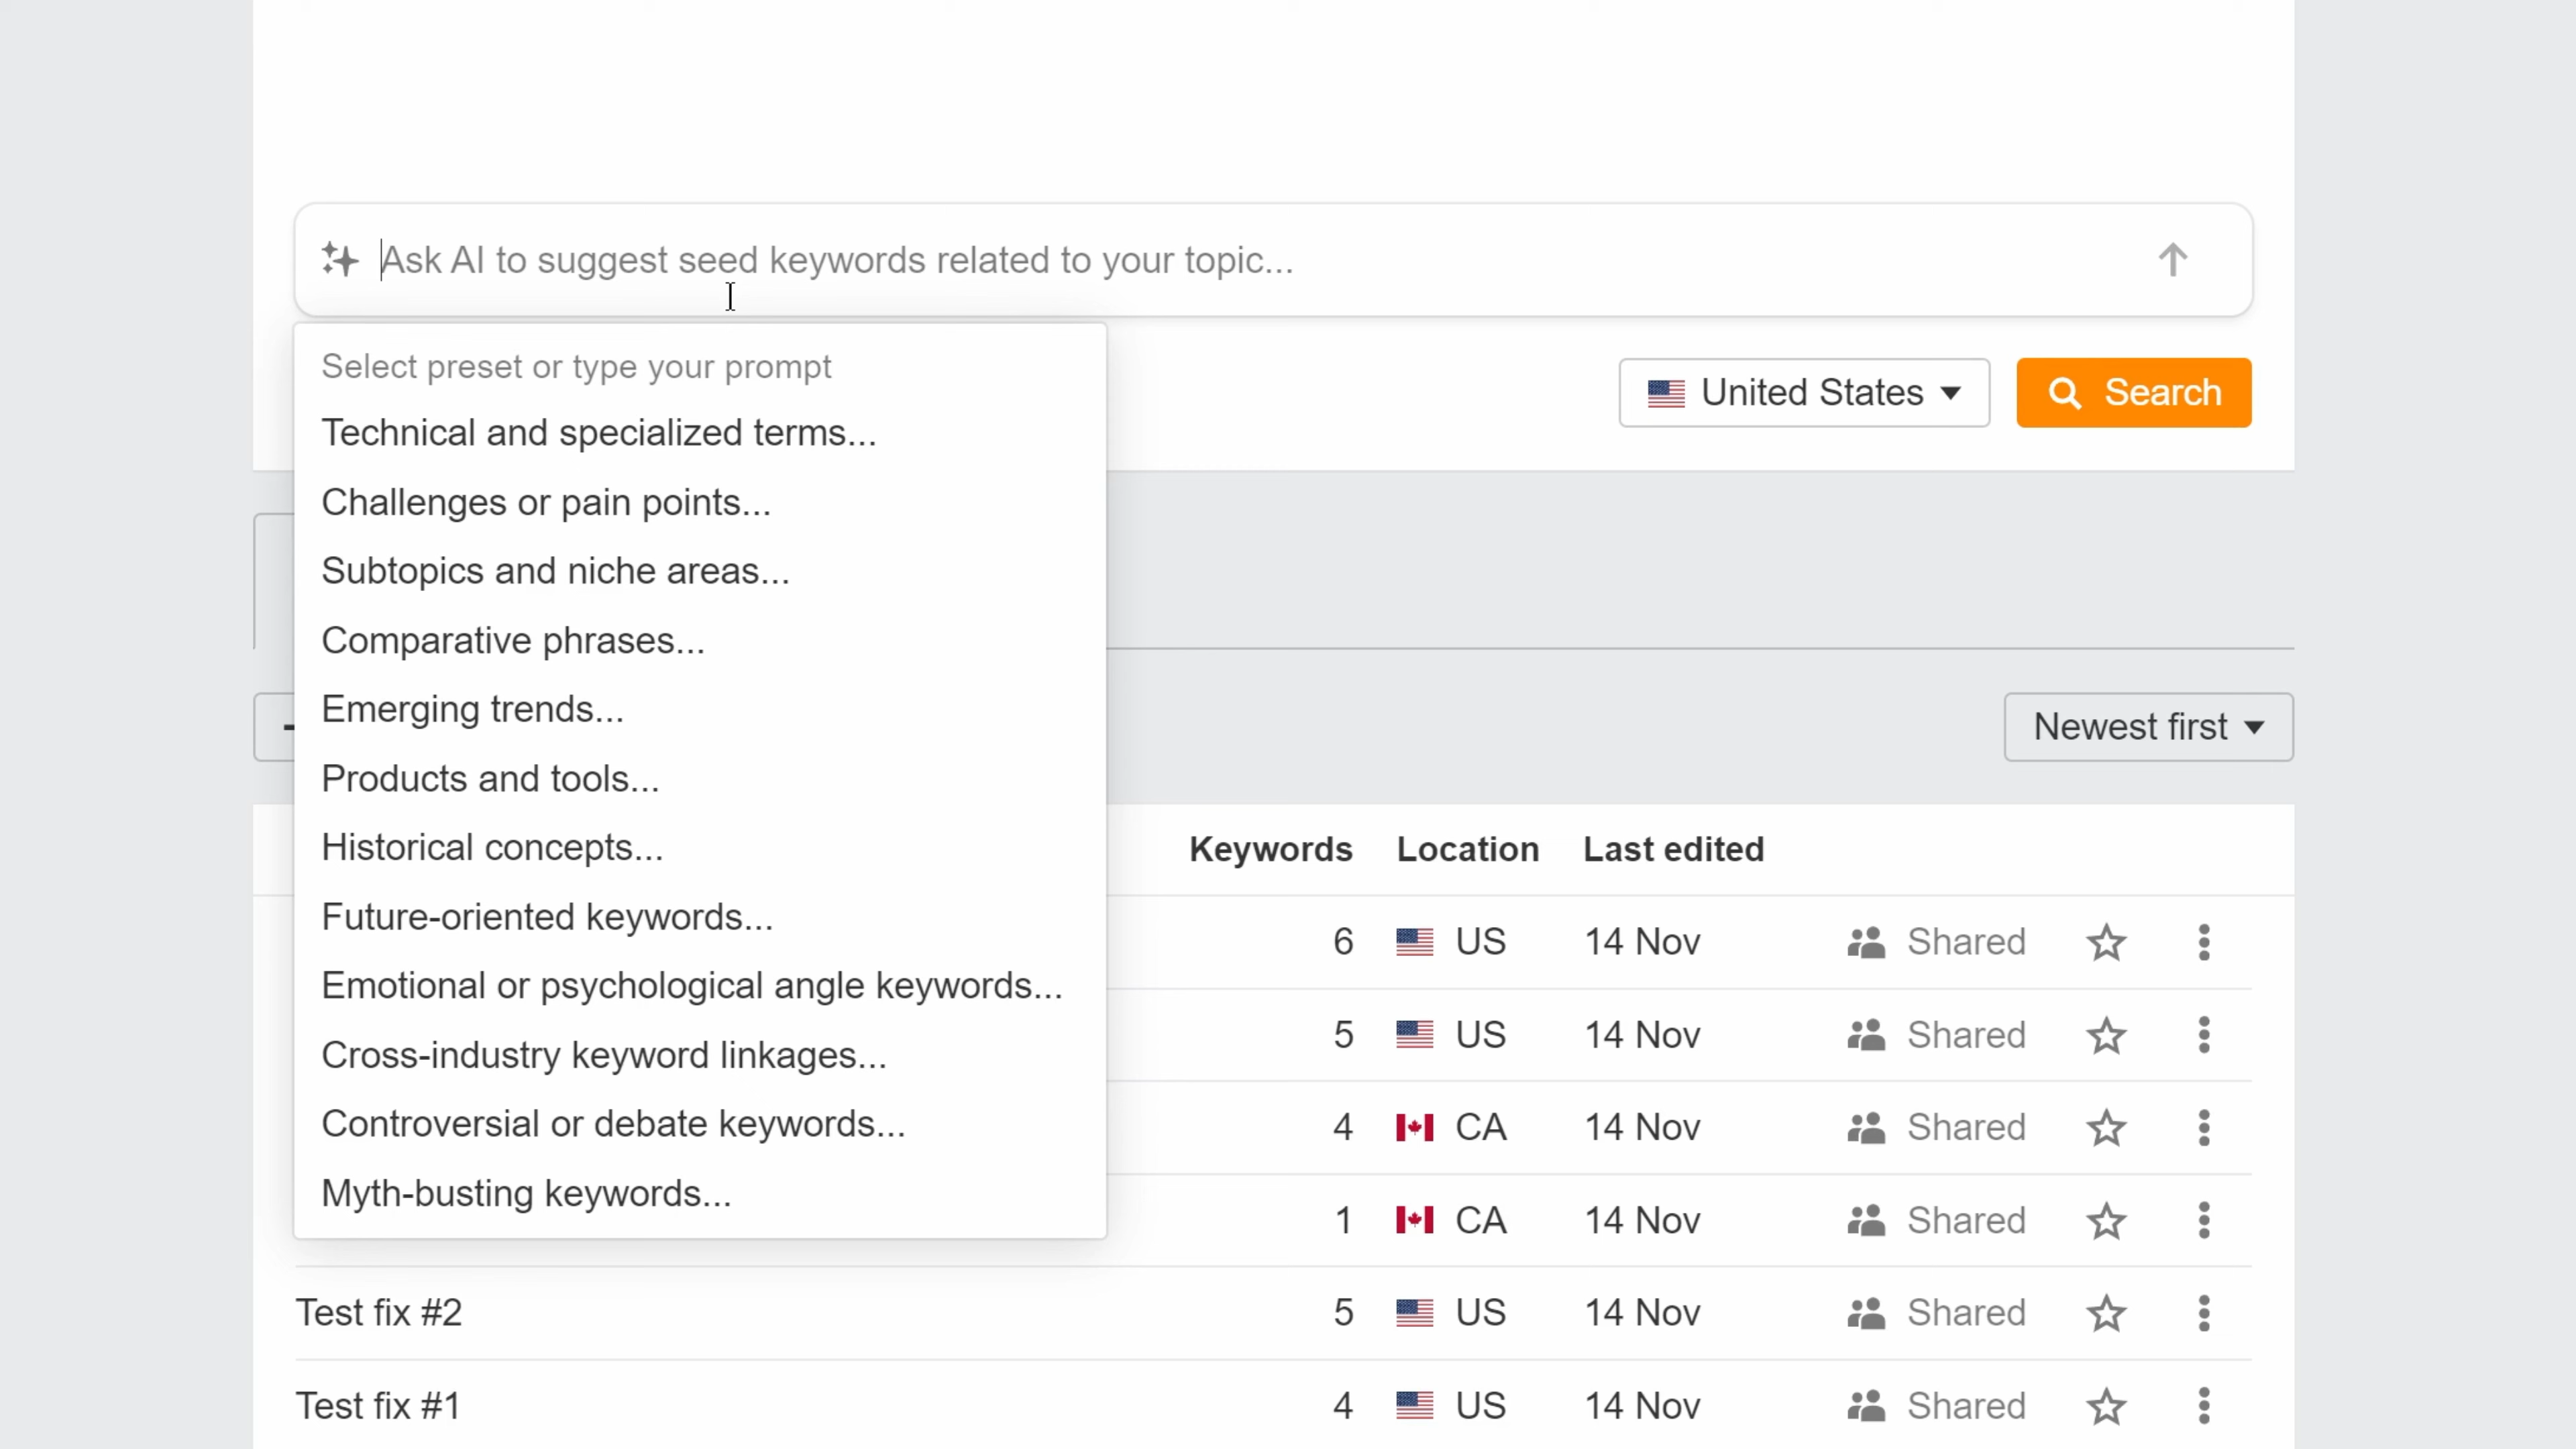 Ask AI to suggest seed keywords related to your topic...
Select preset or type your prompt
Technical and specialized terms...
Challenges or pain points...
Subtopics and niche areas...
Comparative phrases...
Emerging trends...
Products and tools...
Historical concepts...
Future-oriented keywords...
Emotional or psychological angle keywords...
Cross-industry keyword linkages...
Controversial or debate keywords...
Myth-busting keywords...
United States
Search
Newest first
Keywords Location Last edited
6 US 14 Nov Shared
5 US 14 Nov Shared
4 CA 14 Nov Shared
1 CA 14 Nov Shared
Test fix #2 5 US 14 Nov Shared
Test fix #1 4 US 14 Nov Shared